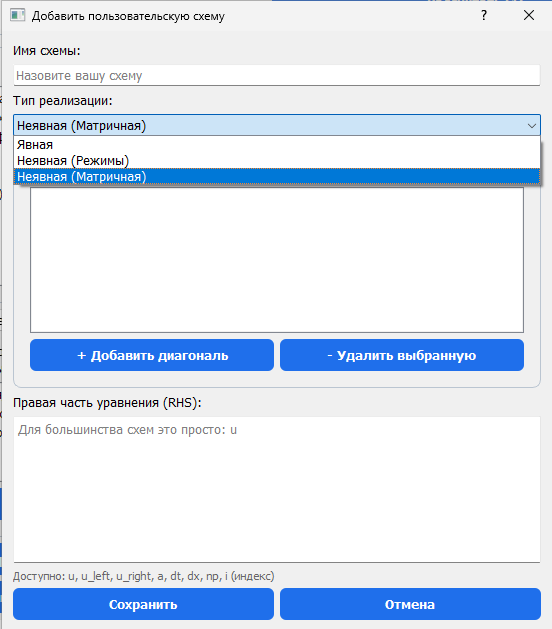 Добавить пользовательскую схему
?
Имя схемы:
Назовите вашу схему
Тип реализации:
Неявная (Матричная)
Явная
Неявная (Режимы)
Неявная (Матричная)
+ Добавить диагональ
- Удалить выбранную
Правая часть уравнения (RHS):
Для большинства схем это просто: u
Доступно: u, u_left, u_right, a, dt, dx, np, i (индекс)
Сохранить
Отмена